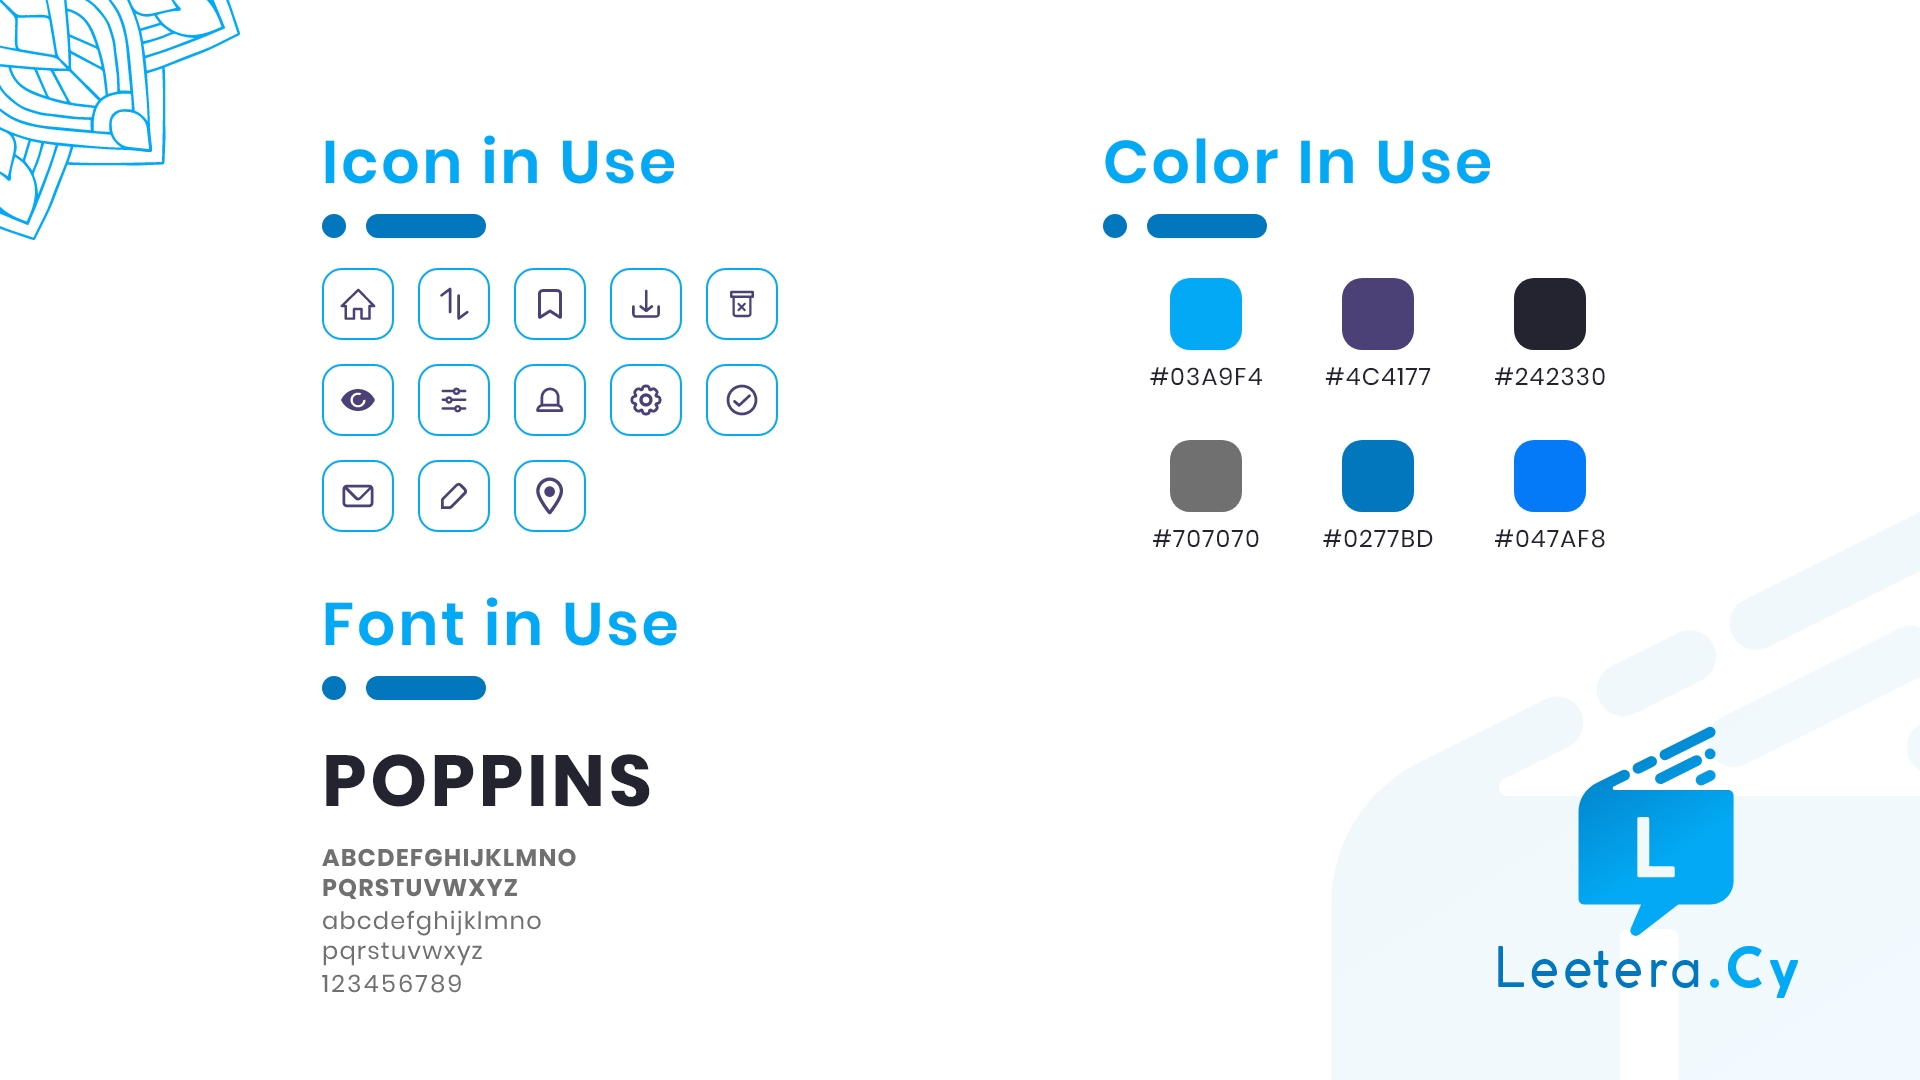 Icon in Use
Color In Use
#03A9F4
#4C4177
#242330
#707070
#0277BD
#047AF8
Font in Use
POPPINS
ABCDEFGHIJKLMNO
PQRSTUVWXYZ
abcdefghijklmno
pqrstuvwxyz
123456789
L
Leetera.Cy